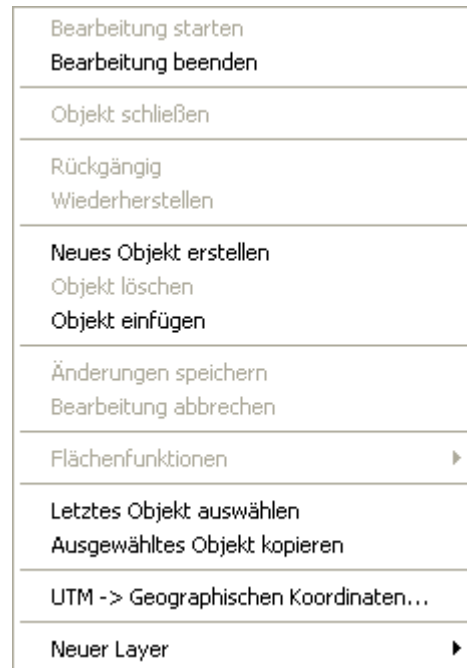 Bearbeitung starten
Bearbeitung beenden
Objekt schließen
Rückgängig
Wiederherstellen
Neues Objekt erstellen
Objekt löschen
Objekt einfügen
Änderungen speichern
Bearbeitung abbrechen
Flächenfunktionen
Letztes Objekt auswählen
Ausgewähltes Objekt kopieren
UTM -> Geographischen Koordinaten...
Neuer Layer